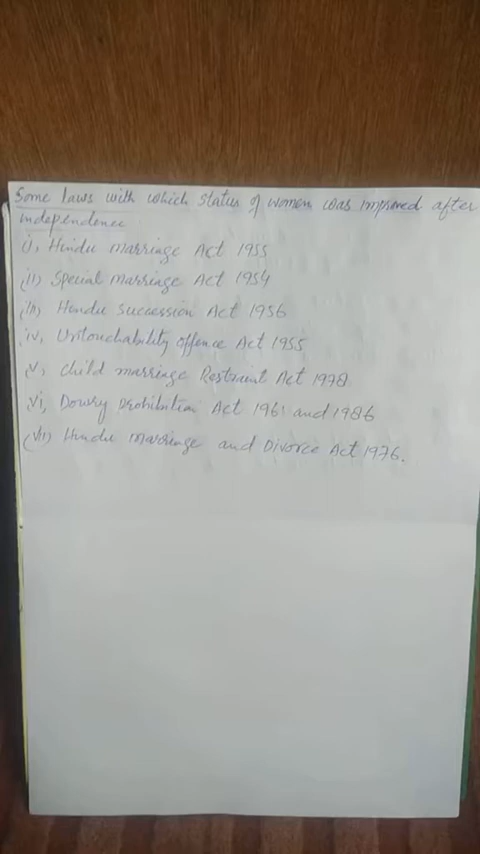 Some laws with which status of women was improved after
independence
i), Hindu marriage Act 1955
(ii) Special Marriage Act 1954
(iii) Hindu Succession Act 1956
iv, Untouchability offence Act 1955
v, child marriage Restraint Act 1978
vi, Dowry prohibition Act 1961 and 1986
(vii) Hindu marriage and Divorce Act 1976.